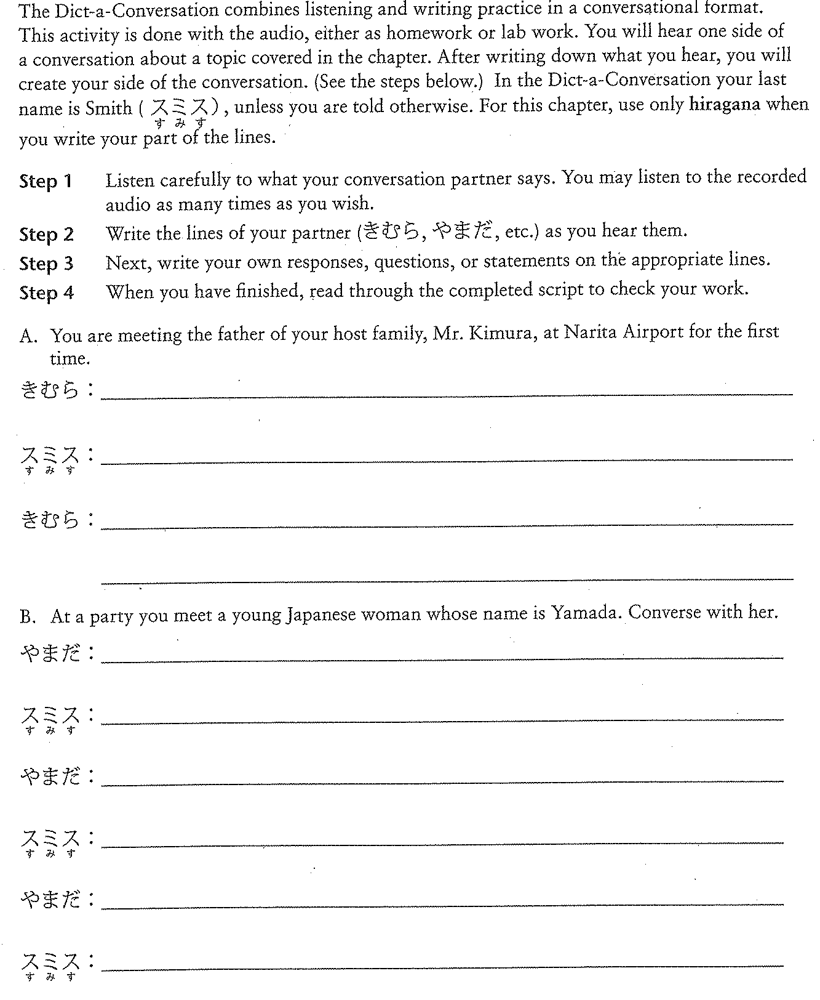 The Dict-a-Conversation combines listening and writing practice in a conversational format.
This activity is done with the audio, either as homework or lab work. You will hear one side of
a conversation about a topic covered in the chapter. After writing down what you hear, you will
create your side of the conversation. (See the steps below.) In the Dict-a-Conversation your last
name is Smith (スミス), unless you are told otherwise. For this chapter, use only hiragana when
すみす
you write your part of the lines.
Step 1 Listen carefully to what your conversation partner says. You may listen to the recorded
audio as many times as you wish.
Step 2 Write the lines of your partner (きむら, やまだ, etc.) as you hear them.
Step 3 Next, write your own responses, questions, or statements on the appropriate lines.
Step 4 When you have finished, read through the completed script to check your work.
A. You are meeting the father of your host family, Mr. Kimura, at Narita Airport for the first
time.
きむら：
スミス：
すみす
きむら：
B. At a party you meet a young Japanese woman whose name is Yamada. Converse with her.
やまだ：
スミス：
すみす
やまだ：
スミス：
すみす
やまだ：
スミス：
すみす